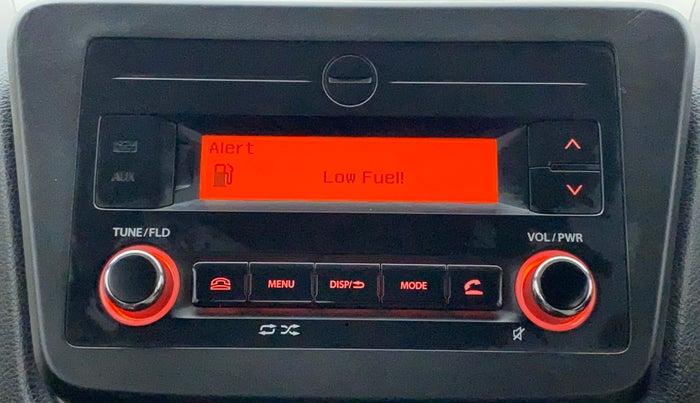 Alert
Low Fuel!
AUX
TUNE/FLD
VOL/PWR
MENU
DISP/
MODE